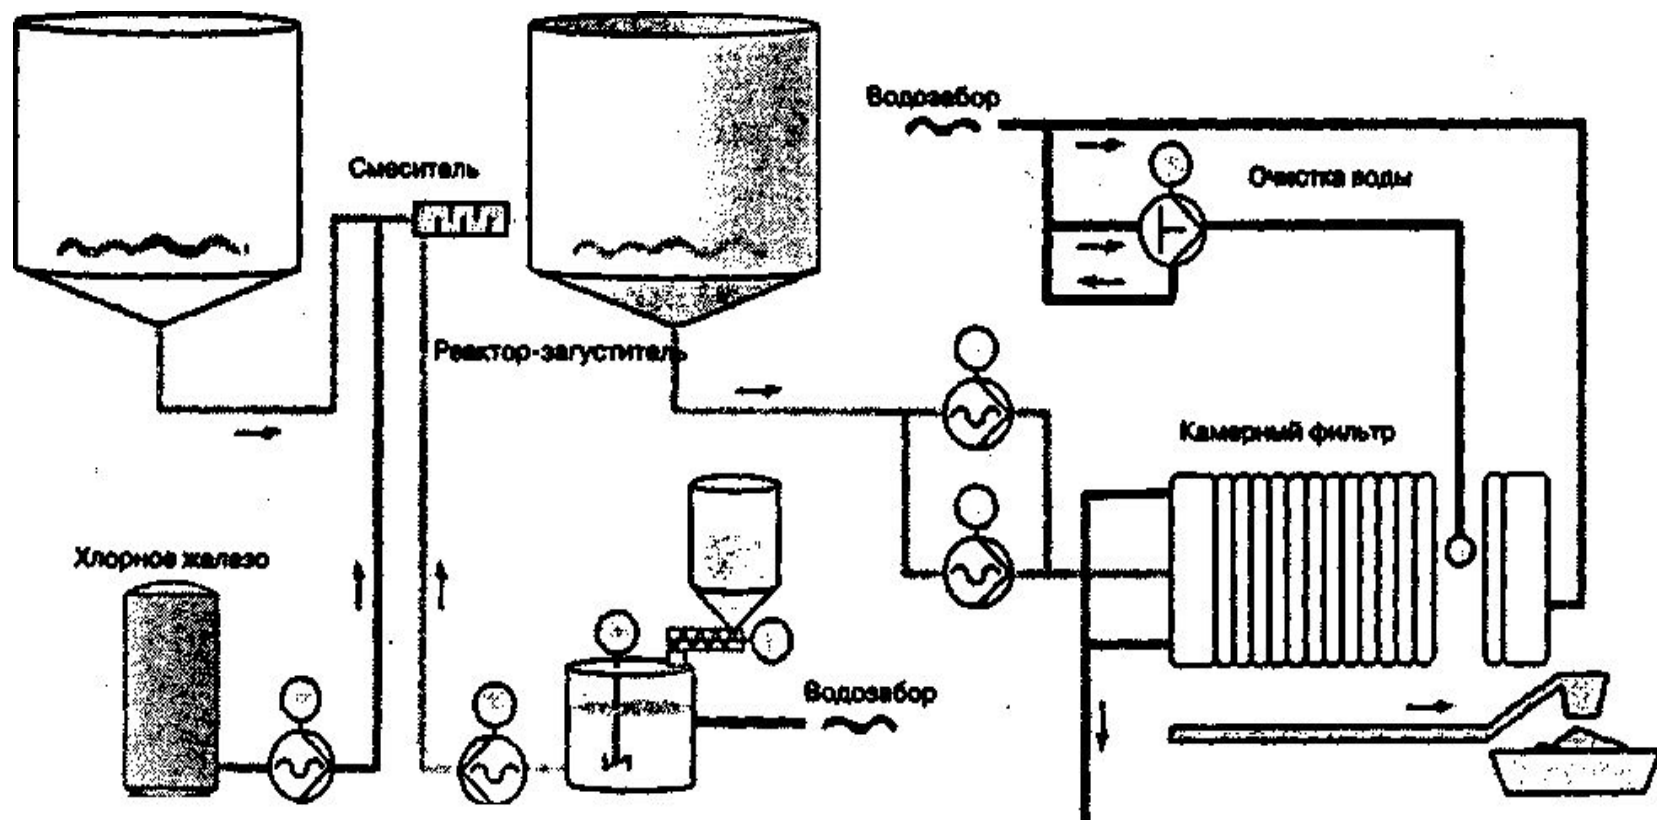 Водозабор
Смеситель
Очистка воды
Реактор-загуститель
Камерный фильтр
Хлорное железо
Водозабор